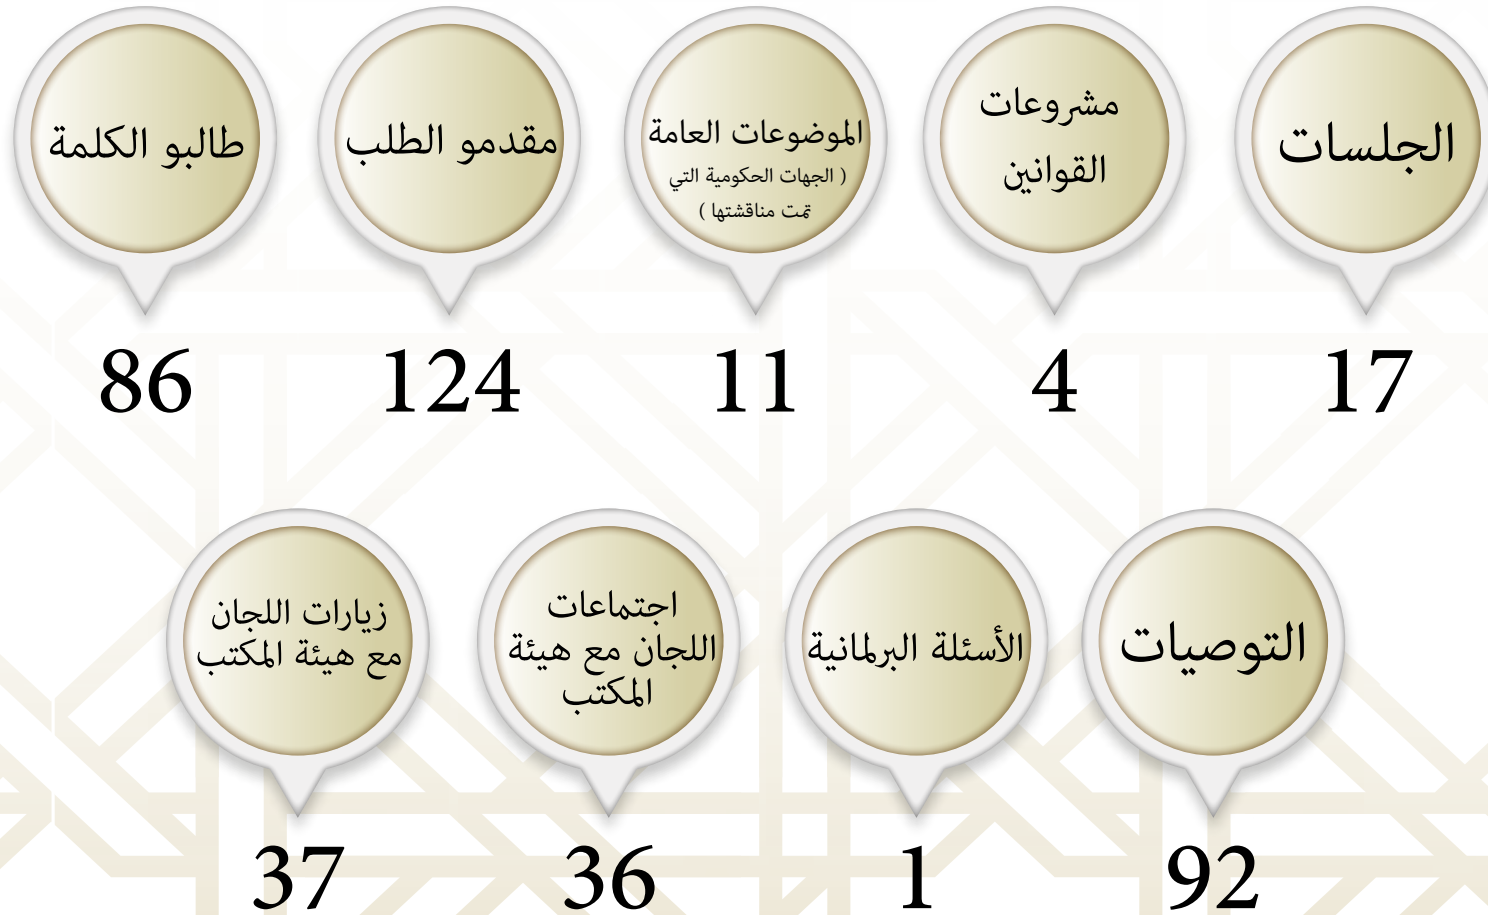 الجلسات
17
مشروعات
القوانين
4
الموضوعات العامة
( الجهات الحكومية التي
تمت مناقشتها )
11
مقدمو الطلب
124
طالبو الكلمة
86
التوصيات
92
الأسئلة البرلمانية
1
اجتماعات
اللجان مع هيئة
المكتب
36
زيارات اللجان
مع هيئة المكتب
37